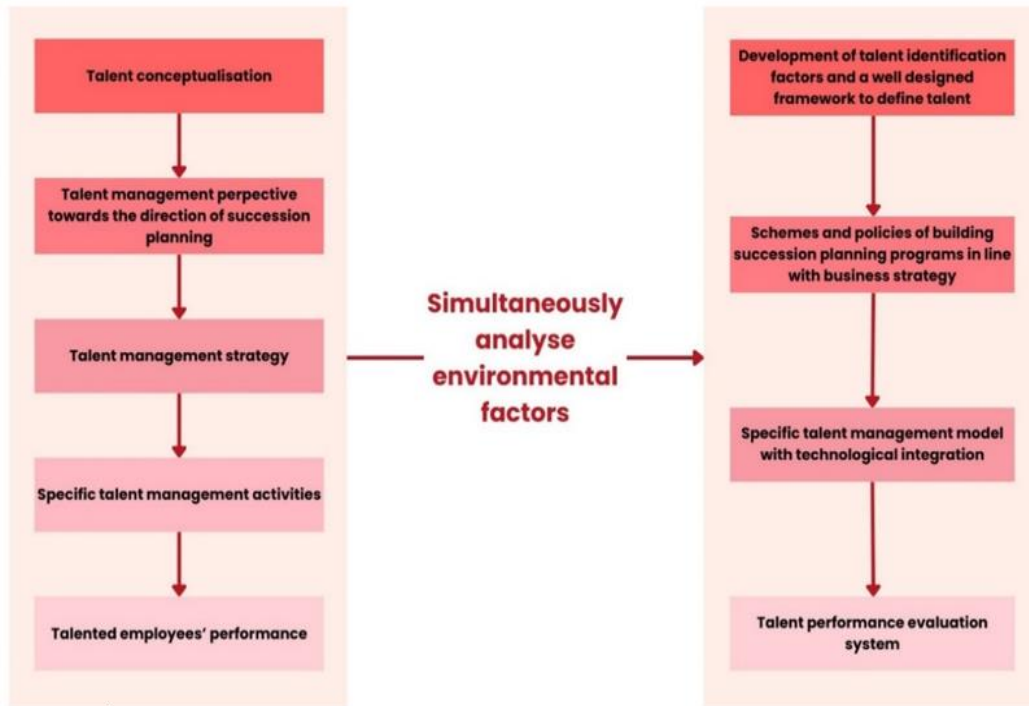 Talent conceptualisation
Talent management perpective
towards the direction of succession
planning
Talent management strategy
Specific talent management activities
Talented employees’ performance
Simultaneously
analyse
environmental
factors
Development of talent identification
factors and a well designed
framework to define talent
Schemes and policies of building
succession planning programs in line
with business strategy
Specific talent management model
with technological integration
Talent performance evaluation
system